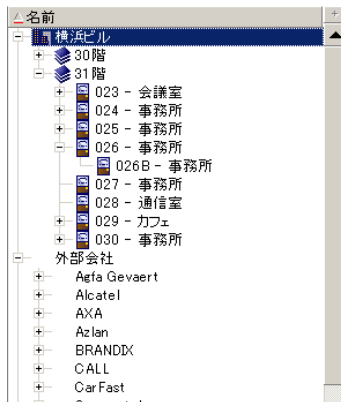 名前
横浜ビル
30階
31階
023 - 会議室
024 - 事務所
025 - 事務所
026 - 事務所
026B - 事務所
027 - 事務所
028 - 通信室
029 - カフェ
030 - 事務所
外部会社
Agfa Gevaert
Alcatel
AXA
Azlan
BRANDIX
CALL
CarFast